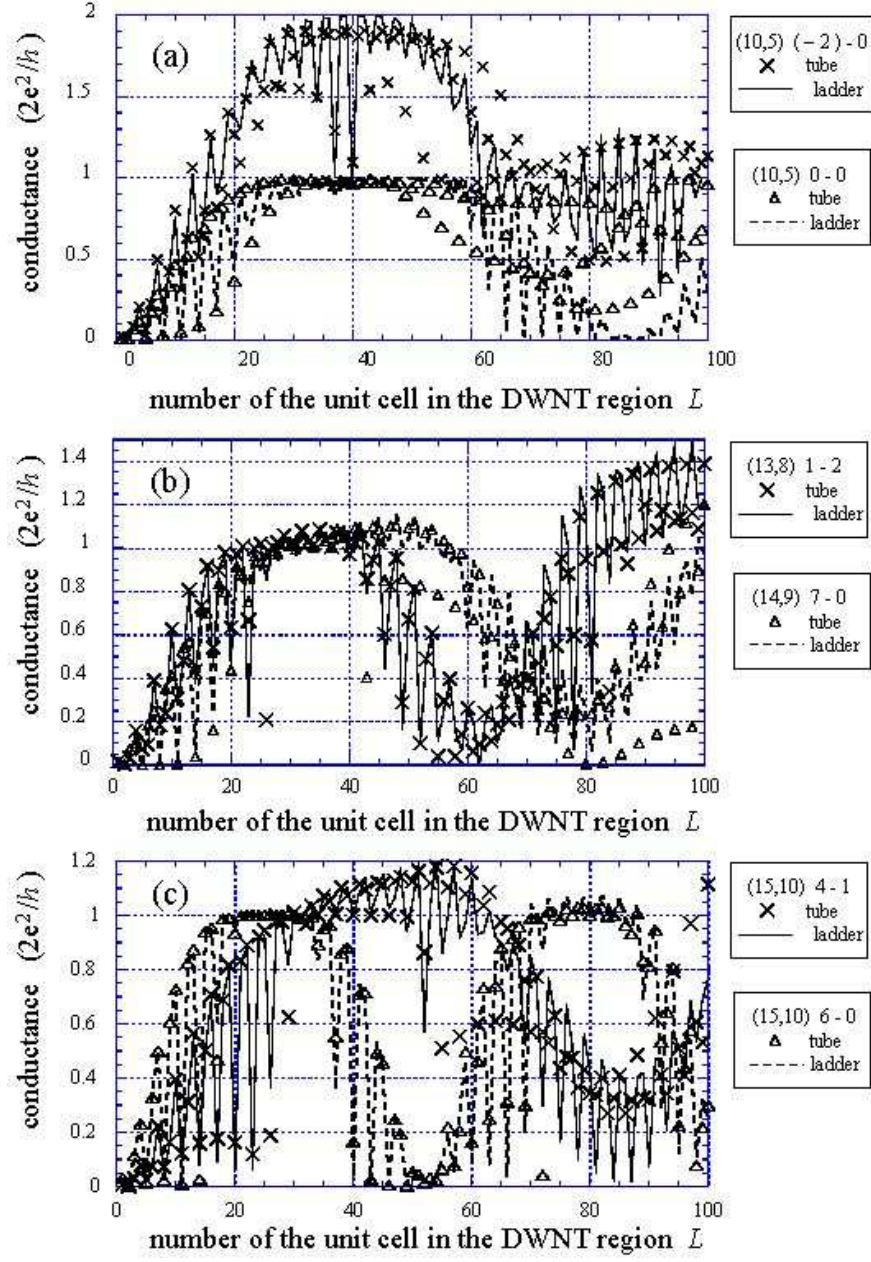 (a)
conductance (2e²/h)
2
1.5
1
0.5
0
0 20 40 60 80 100
number of the unit cell in the DWNT region L
(10,5) (−2)-0
tube
ladder
(10,5) 0-0
tube
ladder
(b)
conductance (2e²/h)
1.4
1.2
1
0.8
0.6
0.4
0.2
0
0 20 40 60 80 100
number of the unit cell in the DWNT region L
(13,8) 1-2
tube
ladder
(14,9) 7-0
tube
ladder
(c)
conductance (2e²/h)
1.2
1
0.8
0.6
0.4
0.2
0
0 20 40 60 80 100
number of the unit cell in the DWNT region L
(15,10) 4-1
tube
ladder
(15,10) 6-0
tube
ladder